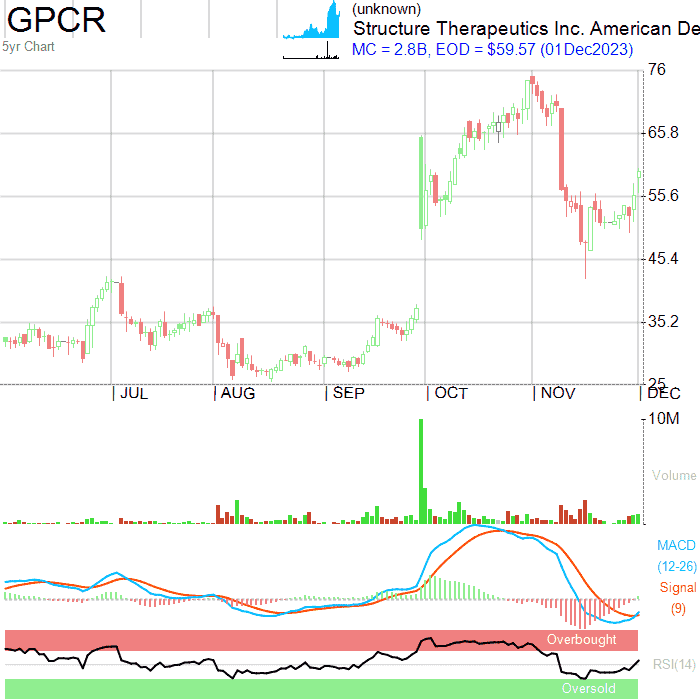 GPCR
5yr Chart
(unknown)
Structure Therapeutics Inc. American De
MC = 2.8B, EOD = $59.57 (01Dec2023)
76
65.8
55.6
45.4
35.2
25
JUL AUG SEP OCT NOV DEC
10M
Volume
MACD
(12-26)
Signal
(9)
Overbought
RSI(14)
Oversold